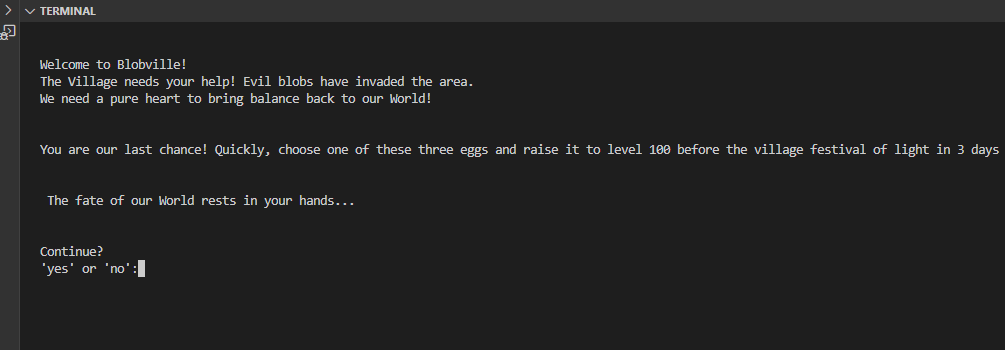 TERMINAL
Welcome to Blobville!
The Village needs your help! Evil blobs have invaded the area.
We need a pure heart to bring balance back to our World!
You are our last chance! Quickly, choose one of these three eggs and raise it to level 100 before the village festival of light in 3 days
The fate of our World rests in your hands...
Continue?
'yes' or 'no':